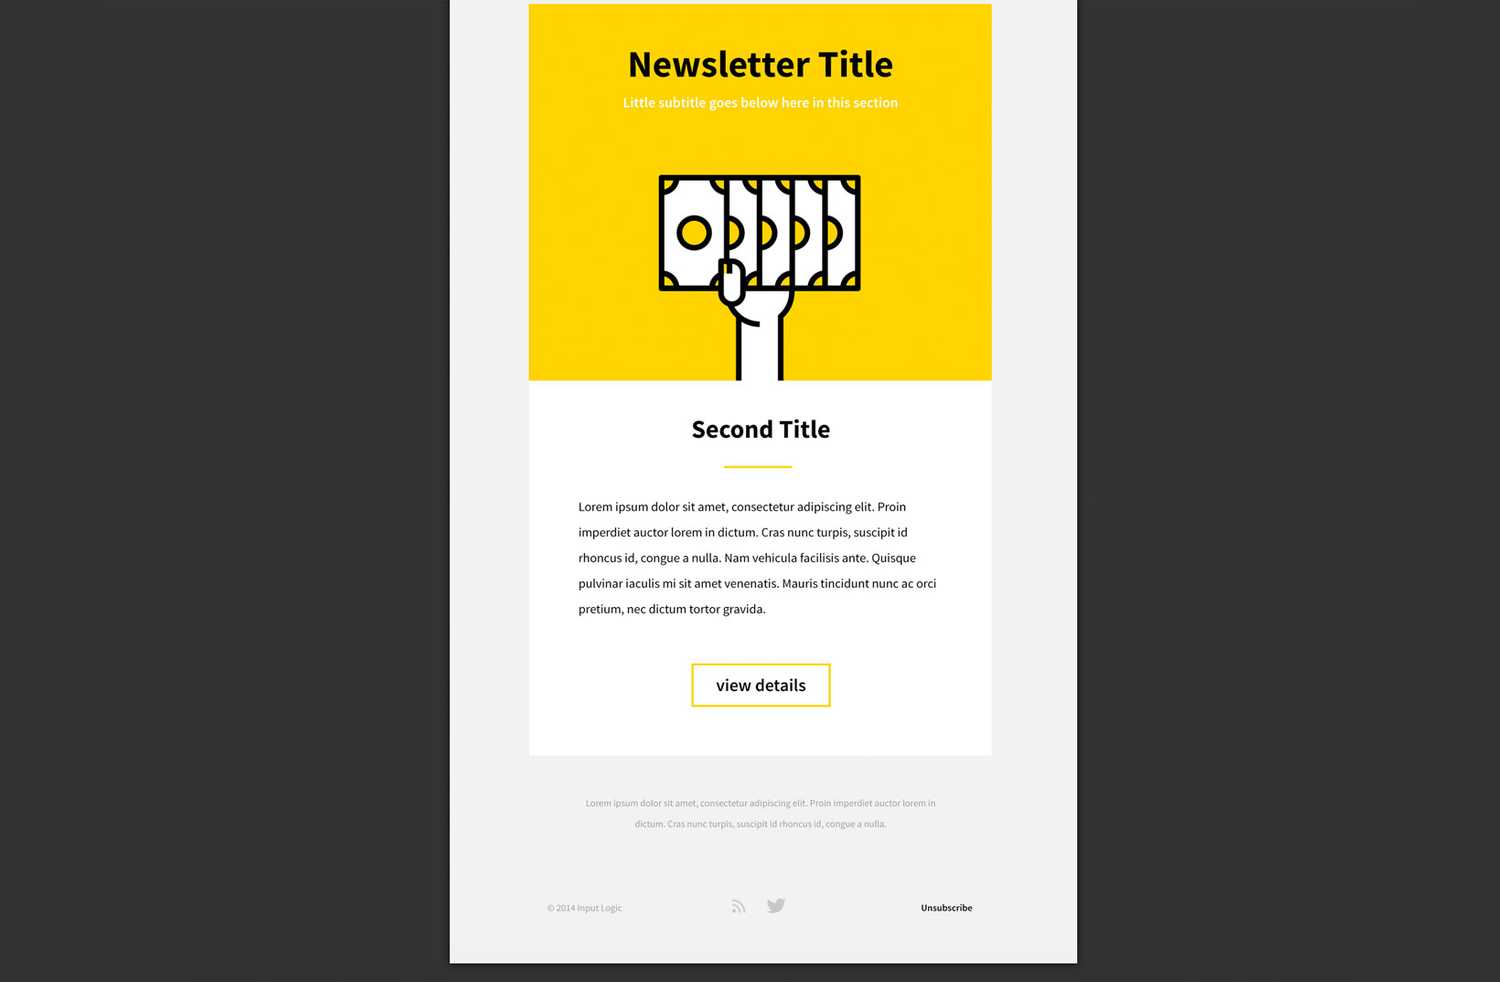 Newsletter Title
Little subtitle goes below here in this section
Second Title
Lorem ipsum dolor sit amet, consectetur adipiscing elit. Proin
imperdiet auctor lorem in dictum. Cras nunc turpis, suscipit id
rhoncus id, congue a nulla. Nam vehicula facilisis ante. Quisque
pulvinar iaculis mi sit amet venenatis. Mauris tincidunt nunc ac orci
pretium, nec dictum tortor gravida.
view details
Lorem ipsum dolor sit amet, consectetur adipiscing elit. Proin imperdiet auctor lorem in
dictum. Cras nunc turpis, suscipit id rhoncus id, congue a nulla.
© 2014 Input Logic
Unsubscribe